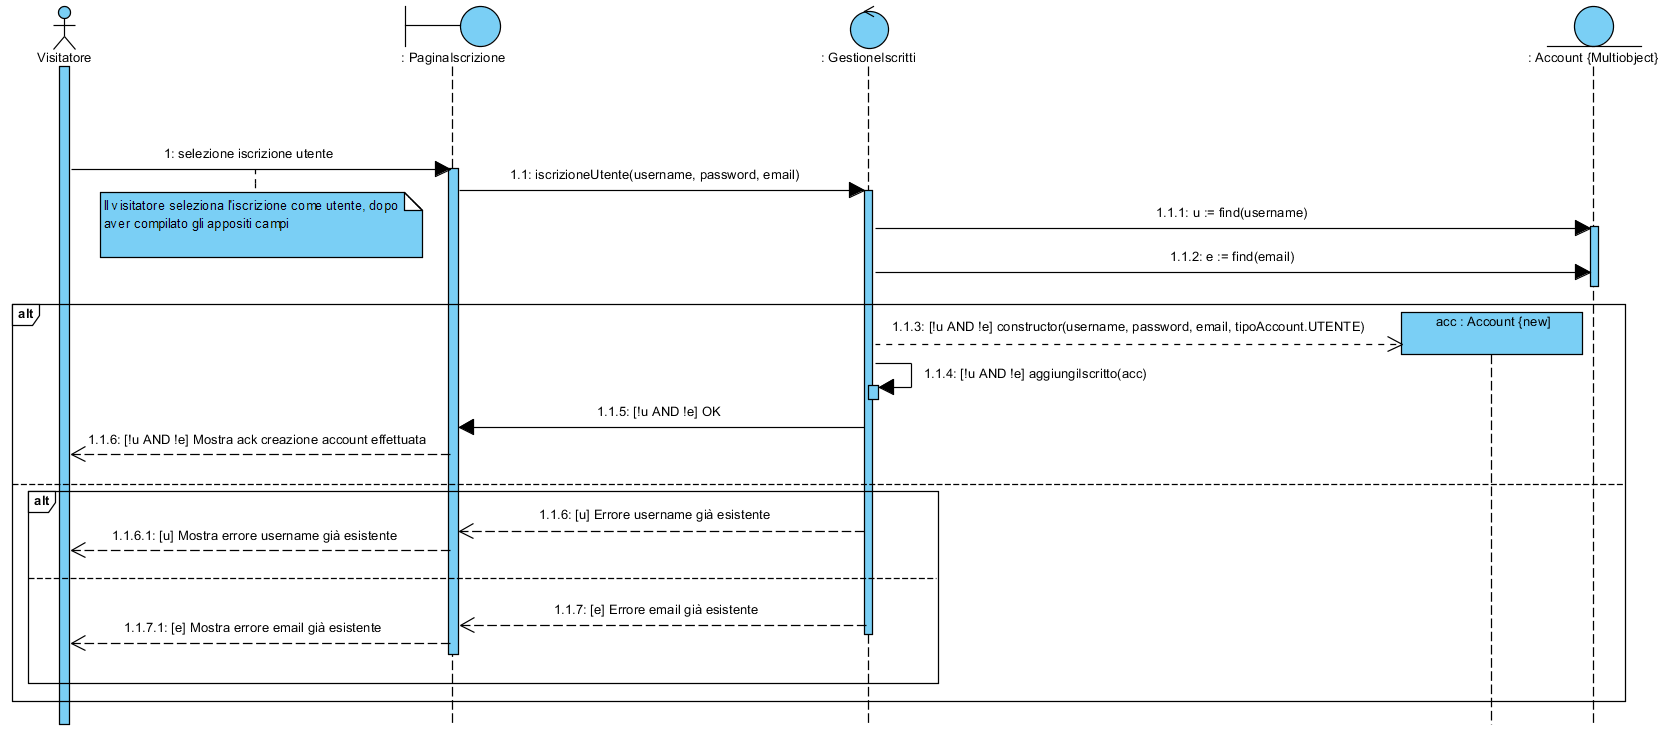 Visitatore
: PaginaIscrizione
: GestioneIscritti
: Account {Multiobject}
1: selezione iscrizione utente
1.1: iscrizioneUtente(username, password, email)
Il visitatore seleziona l'iscrizione come utente, dopo
aver compilato gli appositi campi
1.1.1: u := find(username)
1.1.2: e := find(email)
alt
1.1.3: [!u AND !e] constructor(username, password, email, tipoAccount.UTENTE)
acc : Account {new]
1.1.4: [!u AND !e] aggiungiIscritto(acc)
1.1.5: [!u AND !e] OK
1.1.6: [!u AND !e] Mostra ack creazione account effettuata
alt
1.1.6: [u] Errore username già esistente
1.1.6.1: [u] Mostra errore username già esistente
1.1.7: [e] Errore email già esistente
1.1.7.1: [e] Mostra errore email già esistente